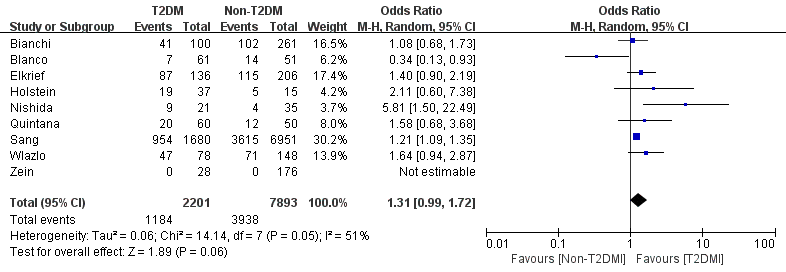 T2DM Non-T2DM Odds Ratio Odds Ratio
Study or Subgroup Events Total Events Total Weight M-H, Random, 95% CI M-H, Random, 95% CI
Bianchi 41 100 102 261 16.5% 1.08 [0.68, 1.73]
Blanco 7 61 14 51 6.2% 0.34 [0.13, 0.93]
Elkrief 87 136 115 206 17.4% 1.40 [0.90, 2.19]
Holstein 19 37 5 15 4.4% 2.11 [0.60, 7.38]
Nishida 9 21 4 35 3.7% 5.81 [1.50, 22.49]
Quintana 20 60 12 50 8.0% 1.58 [0.68, 3.68]
Sang 954 1680 3615 6951 30.2% 1.21 [1.09, 1.35]
Wlazlo 47 78 71 148 13.9% 1.64 [0.94, 2.87]
Zein 0 28 0 176 Not estimable
Total (95% CI) 2201 7893 100.0% 1.31 [0.99, 1.72]
Total events 1184 3938
Heterogeneity: Tau² = 0.06; Chi² = 14.14, df = 7 (P = 0.05); I² = 51%
Test for overall effect: Z = 1.89 (P = 0.06)
0.01 0.1 1 10 100
Favours [Non-T2DMl] Favours [T2DMl]